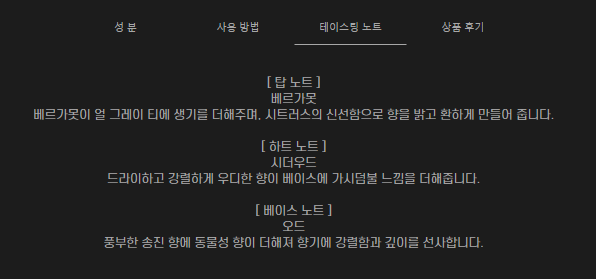 성 분
사용 방법
테이스팅 노트
상품 후기
[ 탑 노트 ]
베르가못
베르가못이 얼 그레이 티에 생기를 더해주며, 시트러스의 신선함으로 향을 밝고 환하게 만들어 줍니다.
[ 하트 노트 ]
시더우드
드라이하고 강렬하게 우디한 향이 베이스에 가시덤불 느낌을 더해줍니다.
[ 베이스 노트 ]
오드
풍부한 송진 향에 동물성 향이 더해져 향기에 강렬함과 깊이를 선사합니다.